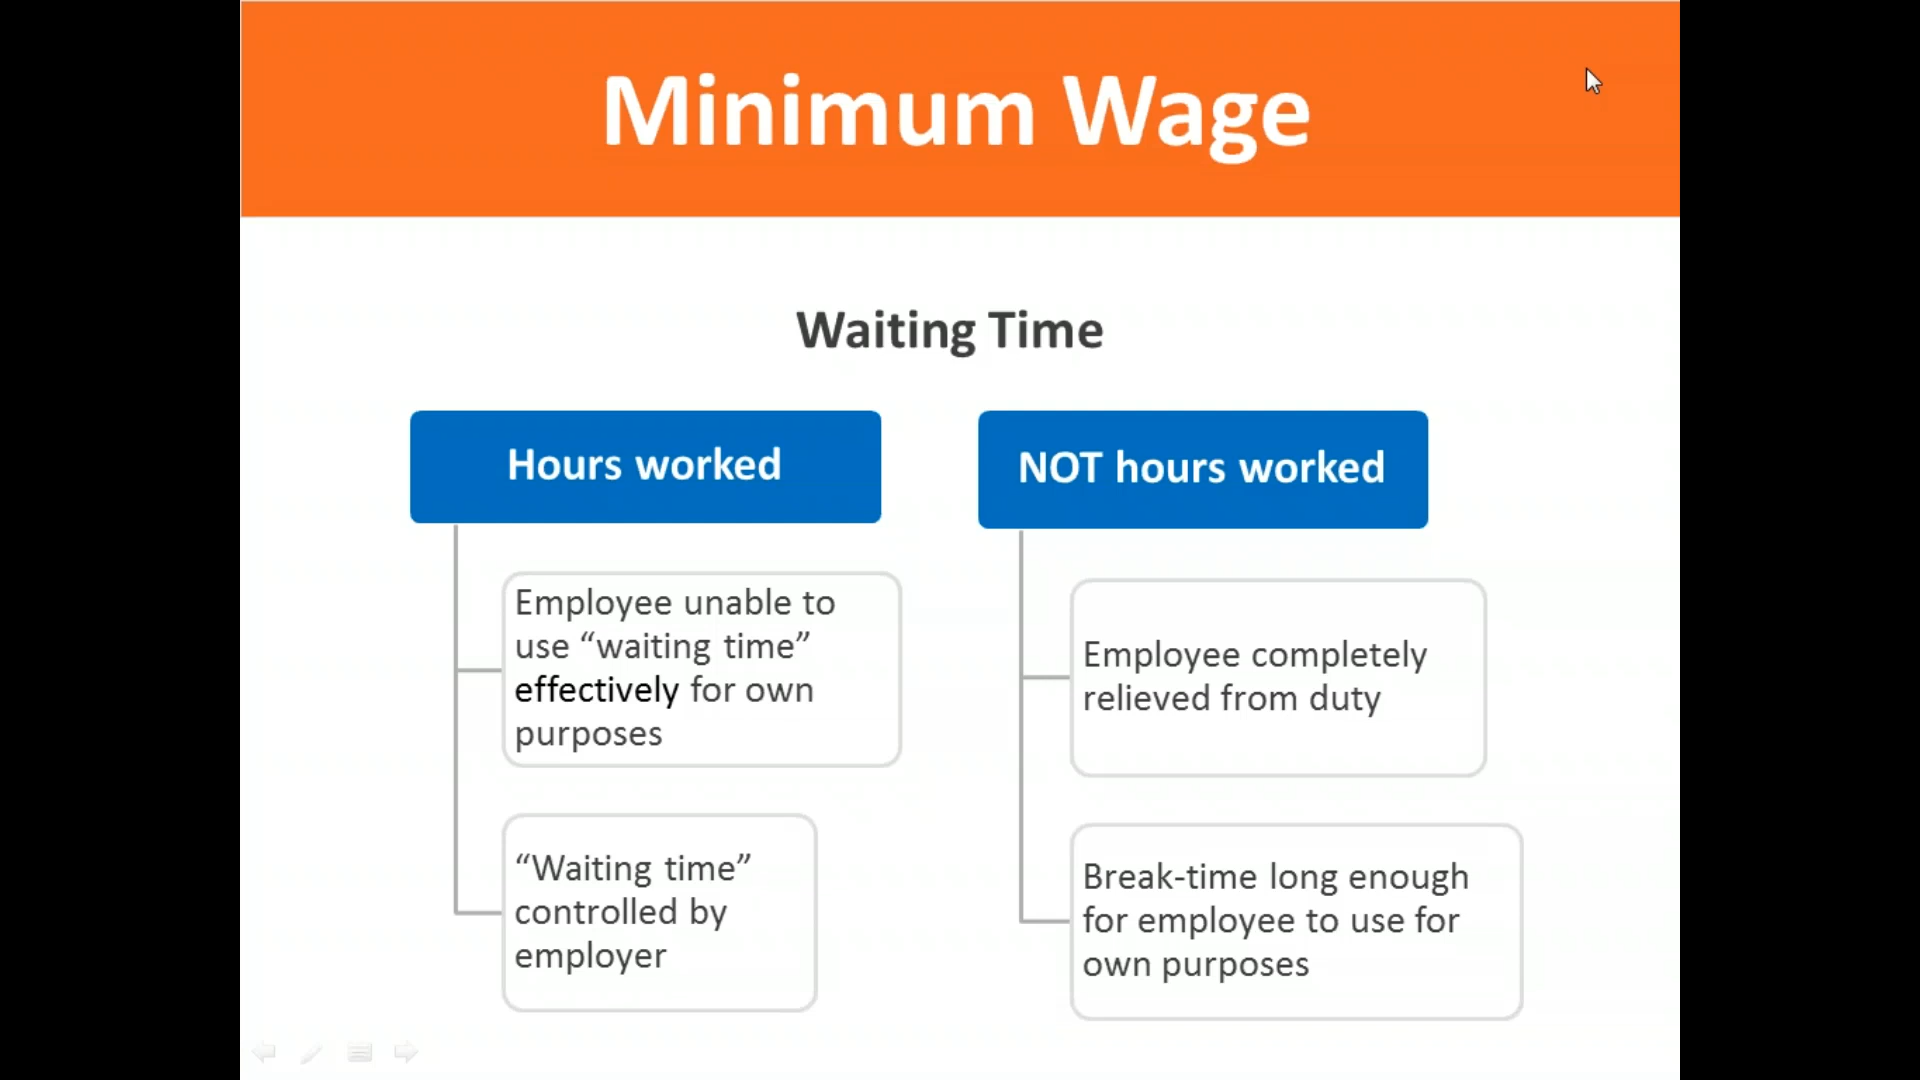 Minimum Wage
Waiting Time
Hours worked
Employee unable to
use “waiting time”
effectively for own
purposes
“Waiting time”
controlled by
employer
NOT hours worked
Employee completely
relieved from duty
Break-time long enough
for employee to use for
own purposes